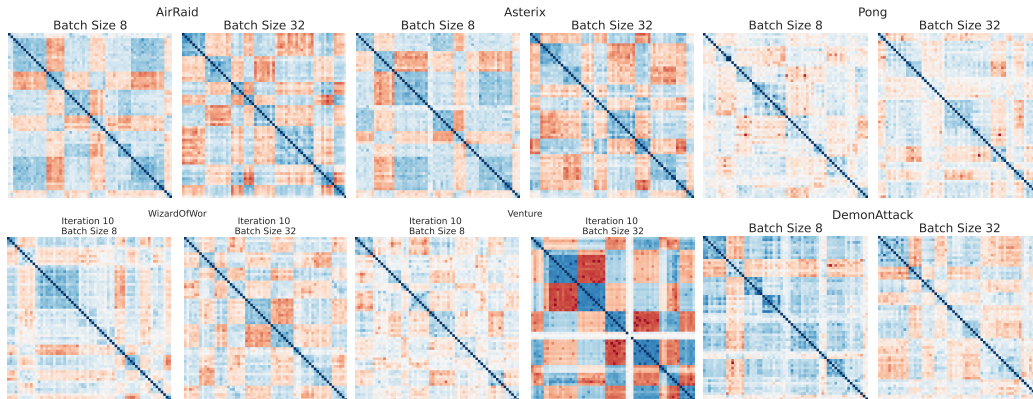 AirRaid
Batch Size 8
Batch Size 32
Asterix
Batch Size 8
Batch Size 32
Pong
Batch Size 8
Batch Size 32
WizardOfWor
Iteration 10
Batch Size 8
Iteration 10
Batch Size 32
Venture
Iteration 10
Batch Size 8
Iteration 10
Batch Size 32
DemonAttack
Batch Size 8
Batch Size 32